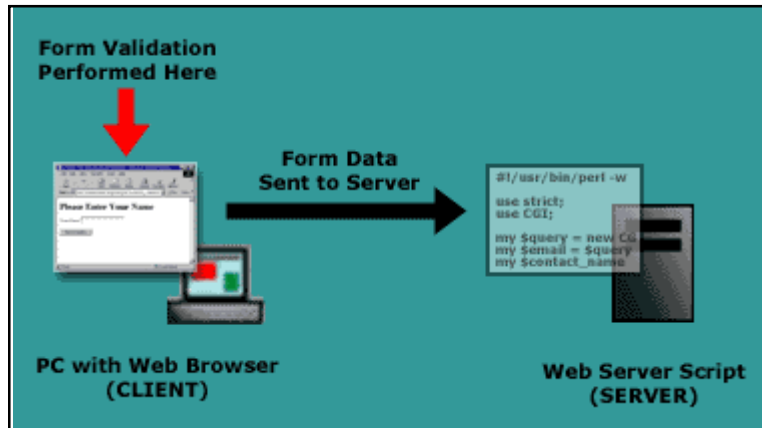 Form Validation
Performed Here
Form Data
Sent to Server
Please Enter Your Name
#!/usr/bin/perl -w
use strict;
use CGI;
my $query = new CG
my $email = $query
my $contact_name
PC with Web Browser
(CLIENT)
Web Server Script
(SERVER)